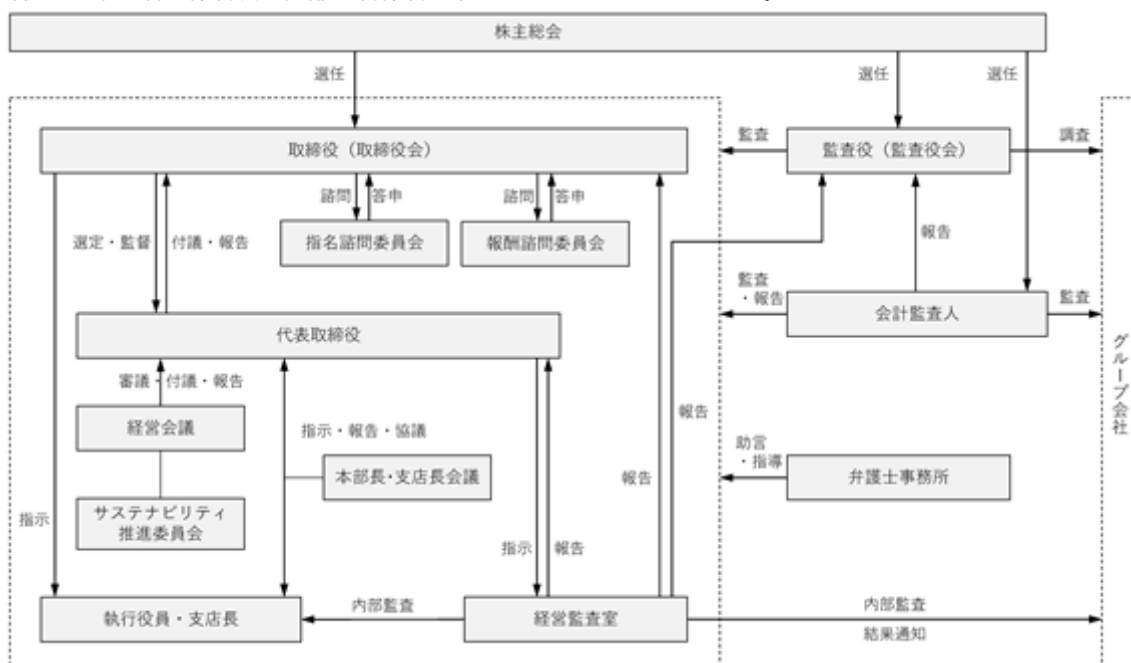 株主総会
選任
選任
選任
取締役（取締役会）
監査
監査役（監査役会）
調査
諮問
答申
諮問
答申
選定・監督
付議・報告
指名諮問委員会
報酬諮問委員会
報告
監査
・報告
会計監査人
監査
代表取締役
グループ会社
審議・付議・報告
経営会議
指示・報告・協議
報告
助言
・指導
弁護士事務所
本部長・支店長会議
報告
サステナビリティ
推進委員会
指示
指示
報告
執行役員・支店長
内部監査
経営監査室
内部監査
結果通知